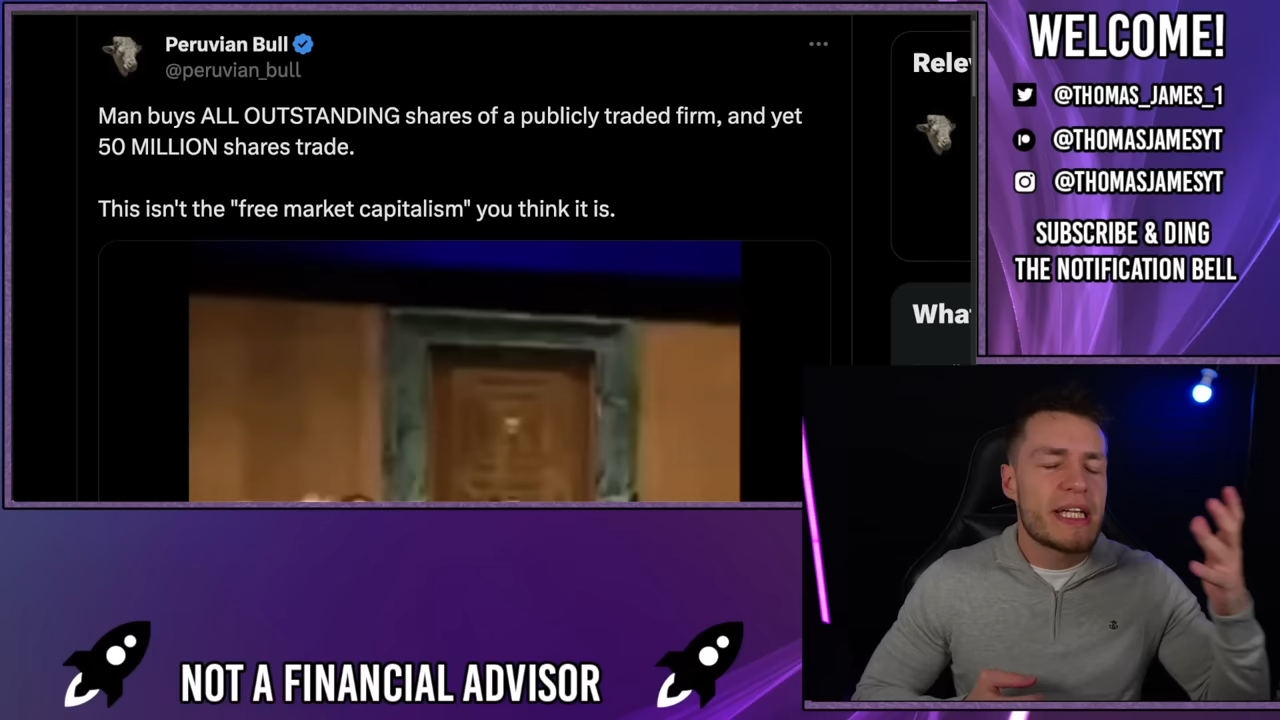 Peruvian Bull
@peruvian_bull
Man buys ALL OUTSTANDING shares of a publicly traded firm, and yet
50 MILLION shares trade.
This isn't the "free market capitalism" you think it is.
Rele
What
WELCOME!
@THOMAS_JAMES_1
@THOMASJAMESYT
@THOMASJAMESYT
SUBSCRIBE & DING
THE NOTIFICATION BELL
NOT A FINANCIAL ADVISOR